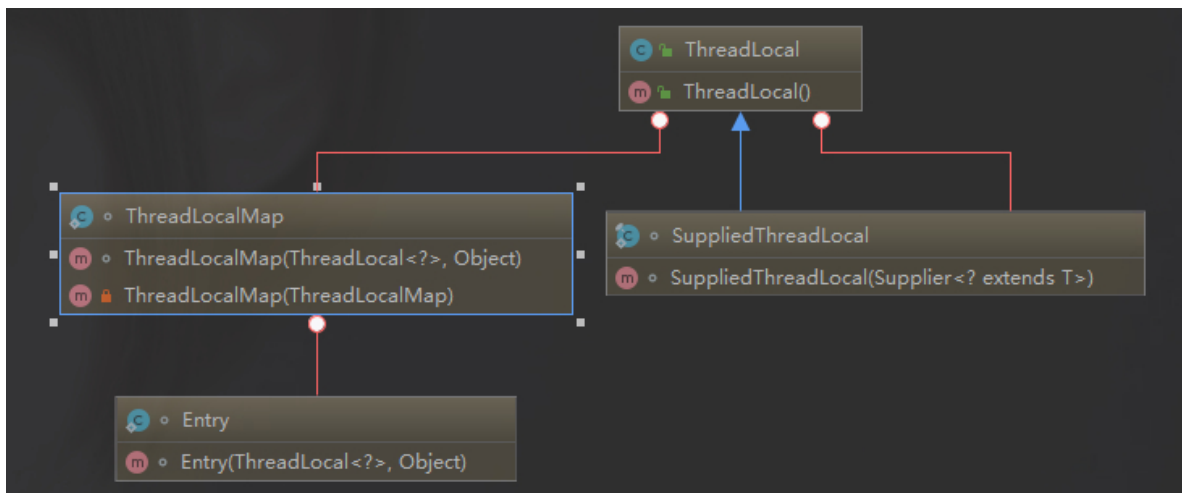 ThreadLocal
ThreadLocal()
ThreadLocalMap
ThreadLocalMap(ThreadLocal<?>, Object)
ThreadLocalMap(ThreadLocalMap)
SuppliedThreadLocal
SuppliedThreadLocal(Supplier<? extends T>)
Entry
Entry(ThreadLocal<?>, Object)